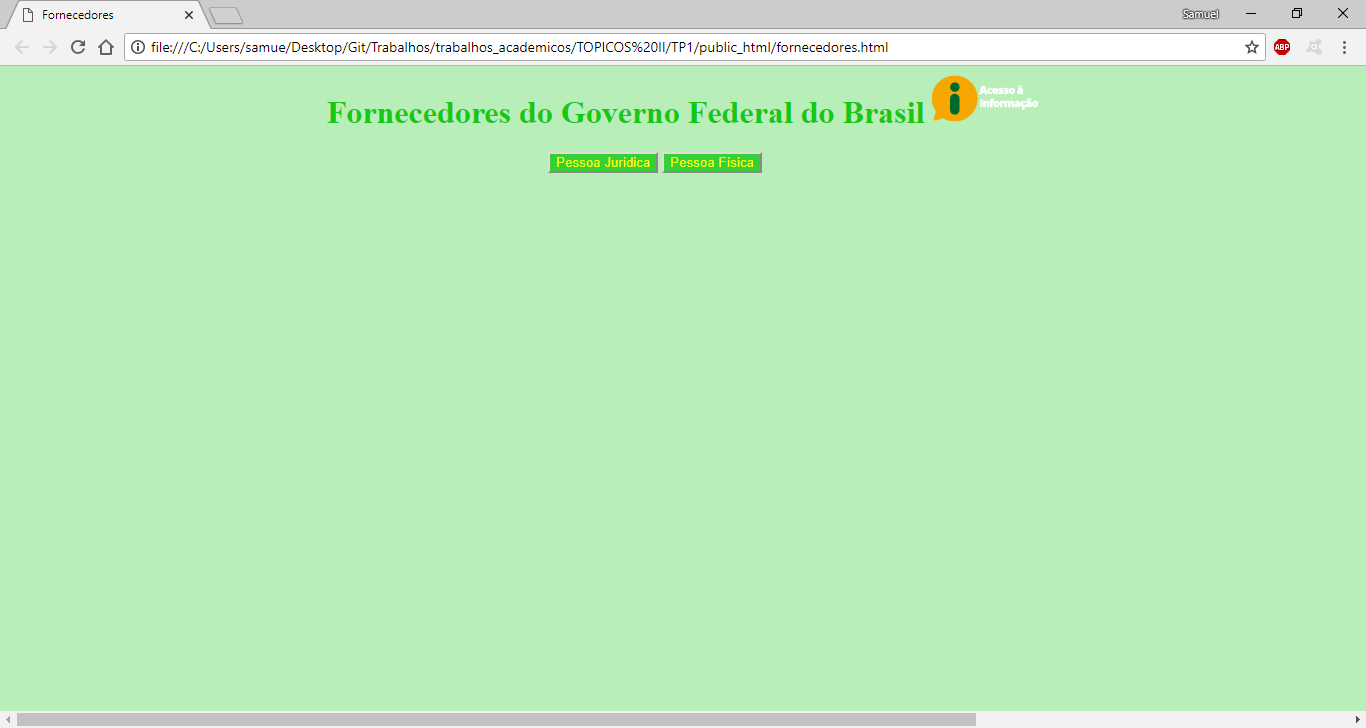 Fornecedores
Samuel
file:///C:/Users/samue/Desktop/Git/Trabalhos/trabalhos_academicos/TOPICOS%20II/TP1/public_html/fornecedores.html
ABP
Fornecedores do Governo Federal do Brasil
Acesso à
Informação
Pessoa Juridica Pessoa Física